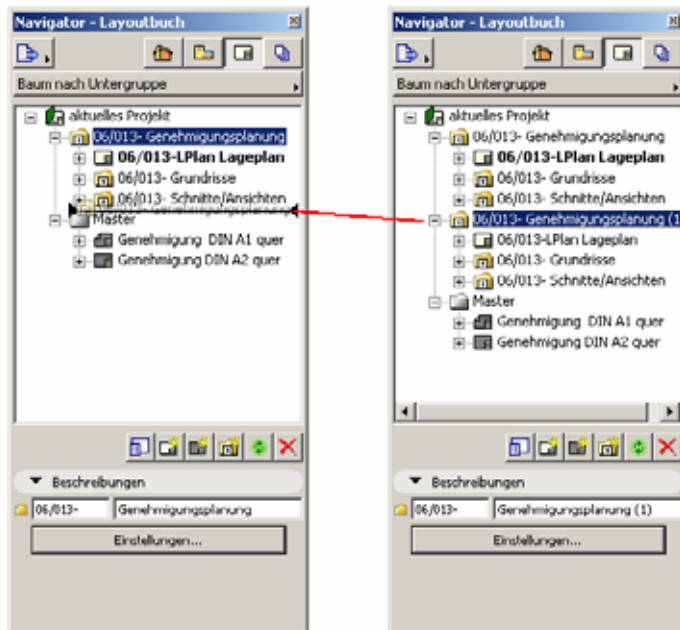 Navigator - Layoutbuch
Baum nach Untergruppe
aktuelles Projekt
06/013- Genehmigungsplanung
06/013-LPlan Lageplan
06/013- Grundrisse
06/013- Schnitte/Ansichten
06/013- Genehmigungsplanung
Master
Genehmigung DIN A1 quer
Genehmigung DIN A2 quer
Beschreibungen
06/013- Genehmigungsplanung
Einstellungen...
Navigator - Layoutbuch
Baum nach Untergruppe
aktuelles Projekt
06/013- Genehmigungsplanung
06/013-LPlan Lageplan
06/013- Grundrisse
06/013- Schnitte/Ansichten
06/013- Genehmigungsplanung (1
06/013-LPlan Lageplan
06/013- Grundrisse
06/013- Schnitte/Ansichten
Master
Genehmigung DIN A1 quer
Genehmigung DIN A2 quer
Beschreibungen
06/013- Genehmigungsplanung (1)
Einstellungen...